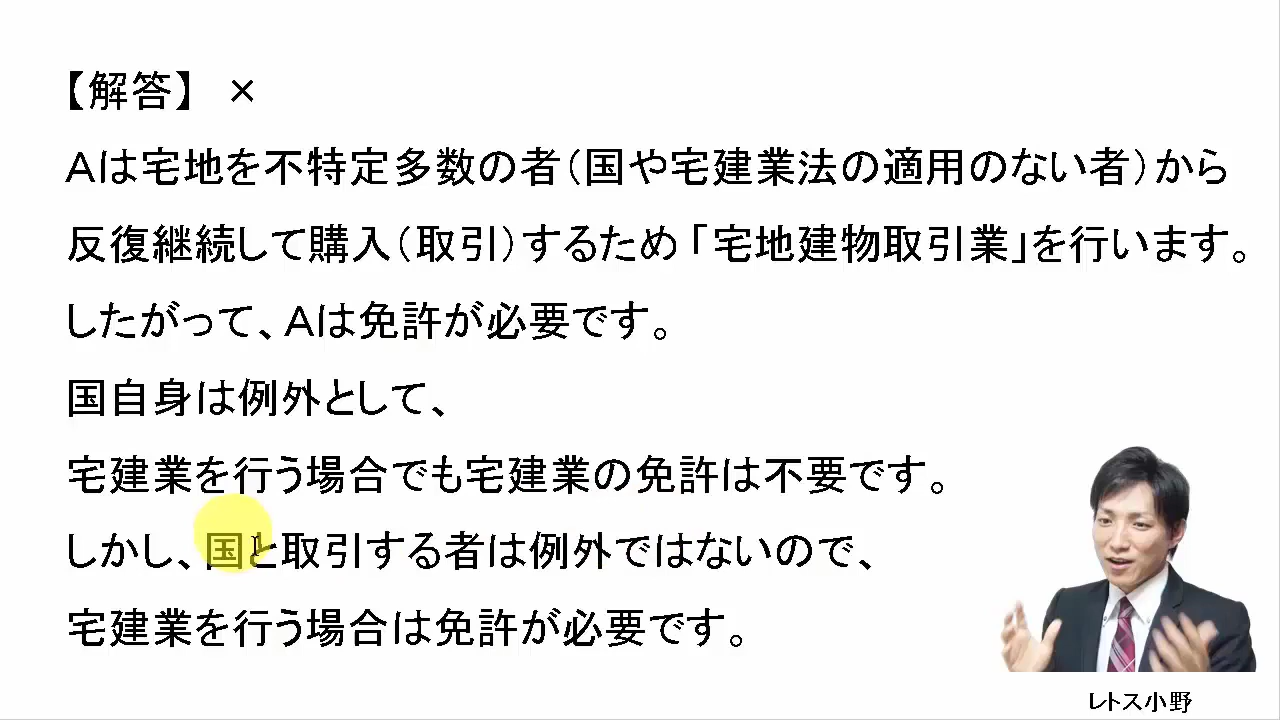 【解答】 ×
Aは宅地を不特定多数の者(国や宅建業法の適用のない者)から
反復継続して購入(取引)するため「宅地建物取引業」を行います。
したがって、Aは免許が必要です。
国自身は例外として、
宅建業を行う場合でも宅建業の免許は不要です。
しかし、国と取引する者は例外ではないので、
宅建業を行う場合は免許が必要です。
レトス小野